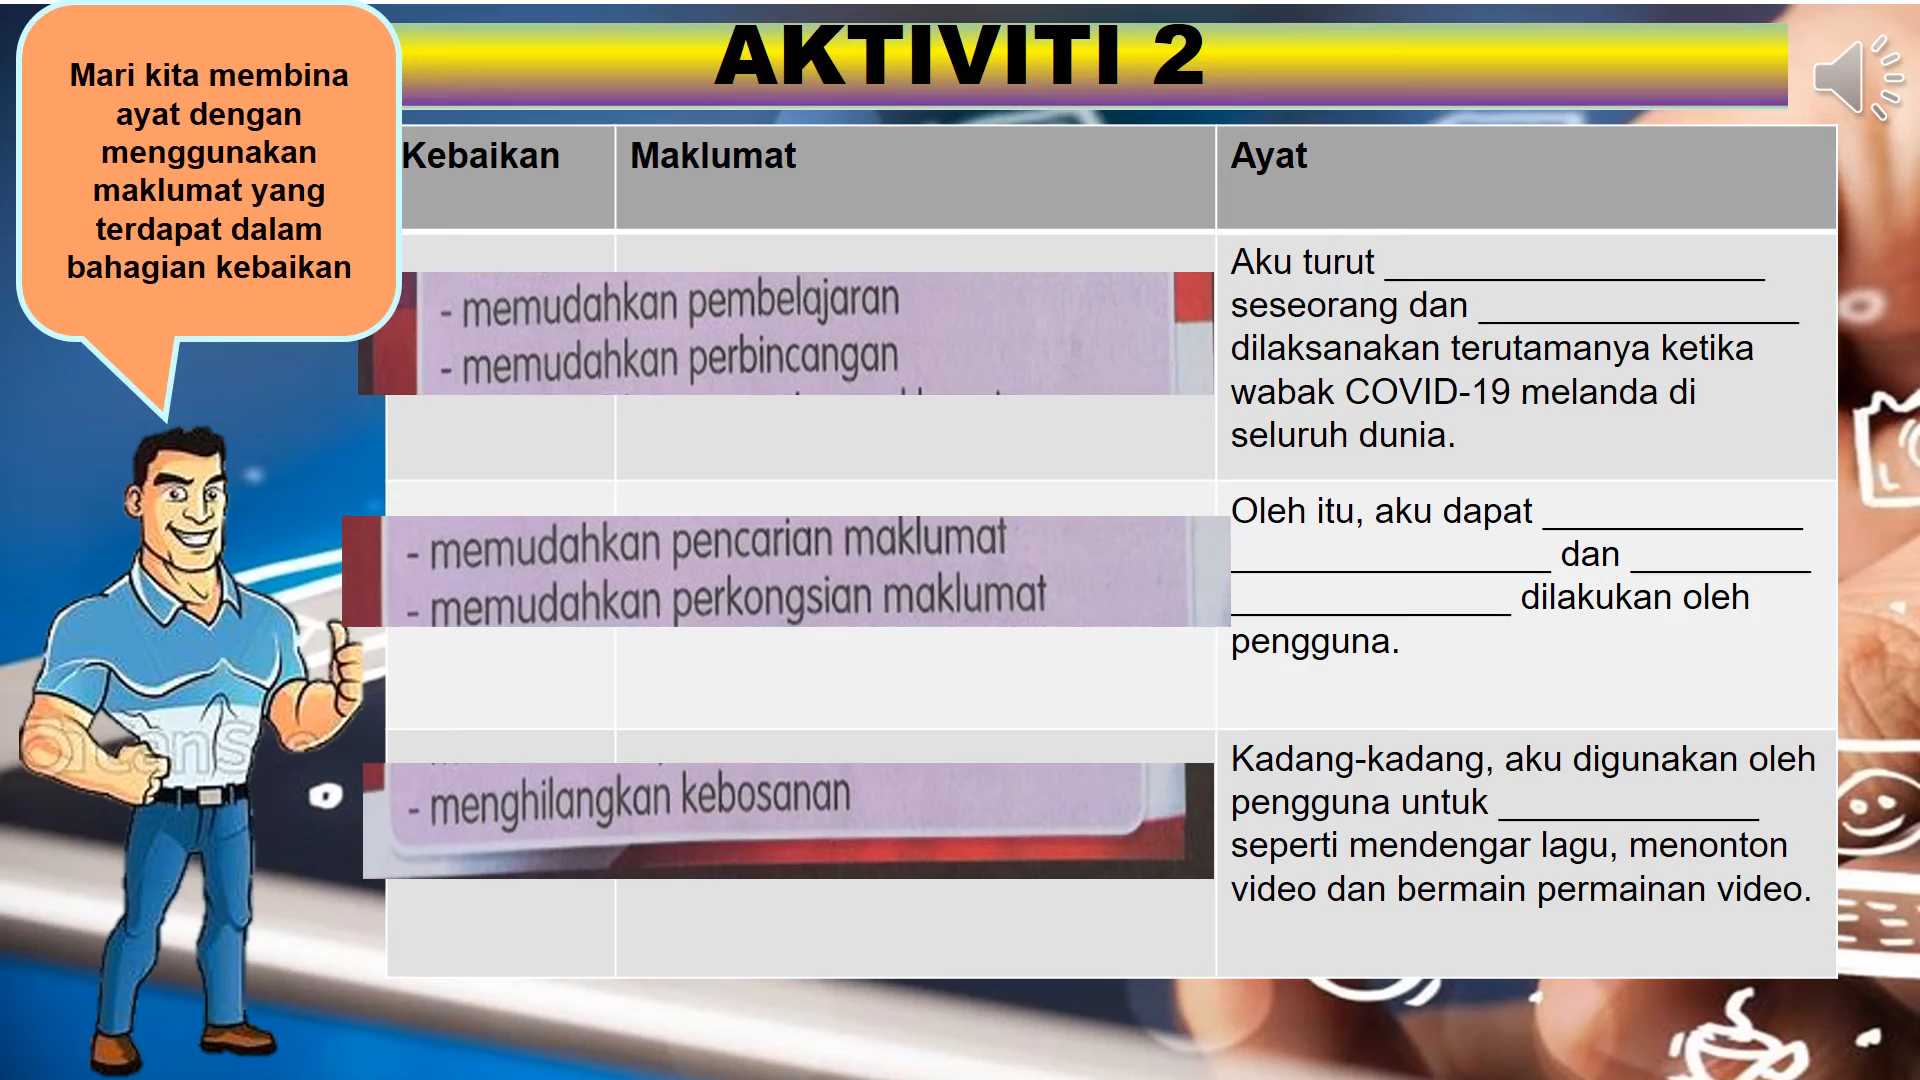 AKTIVITI 2
Mari kita membina
ayat dengan
menggunakan
maklumat yang
terdapat dalam
bahagian kebaikan
Kebaikan
Maklumat
Ayat
- memudahkan pembelajaran
- memudahkan perbincangan
Aku turut ___________________
seseorang dan ________________
dilaksanakan terutamanya ketika
wabak COVID-19 melanda di
seluruh dunia.
- memudahkan pencarian maklumat
- memudahkan perkongsian maklumat
Oleh itu, aku dapat _____________
________________ dan _________
______________ dilakukan oleh
pengguna.
- menghilangkan kebosanan
Kadang-kadang, aku digunakan oleh
pengguna untuk _____________
seperti mendengar lagu, menonton
video dan bermain permainan video.